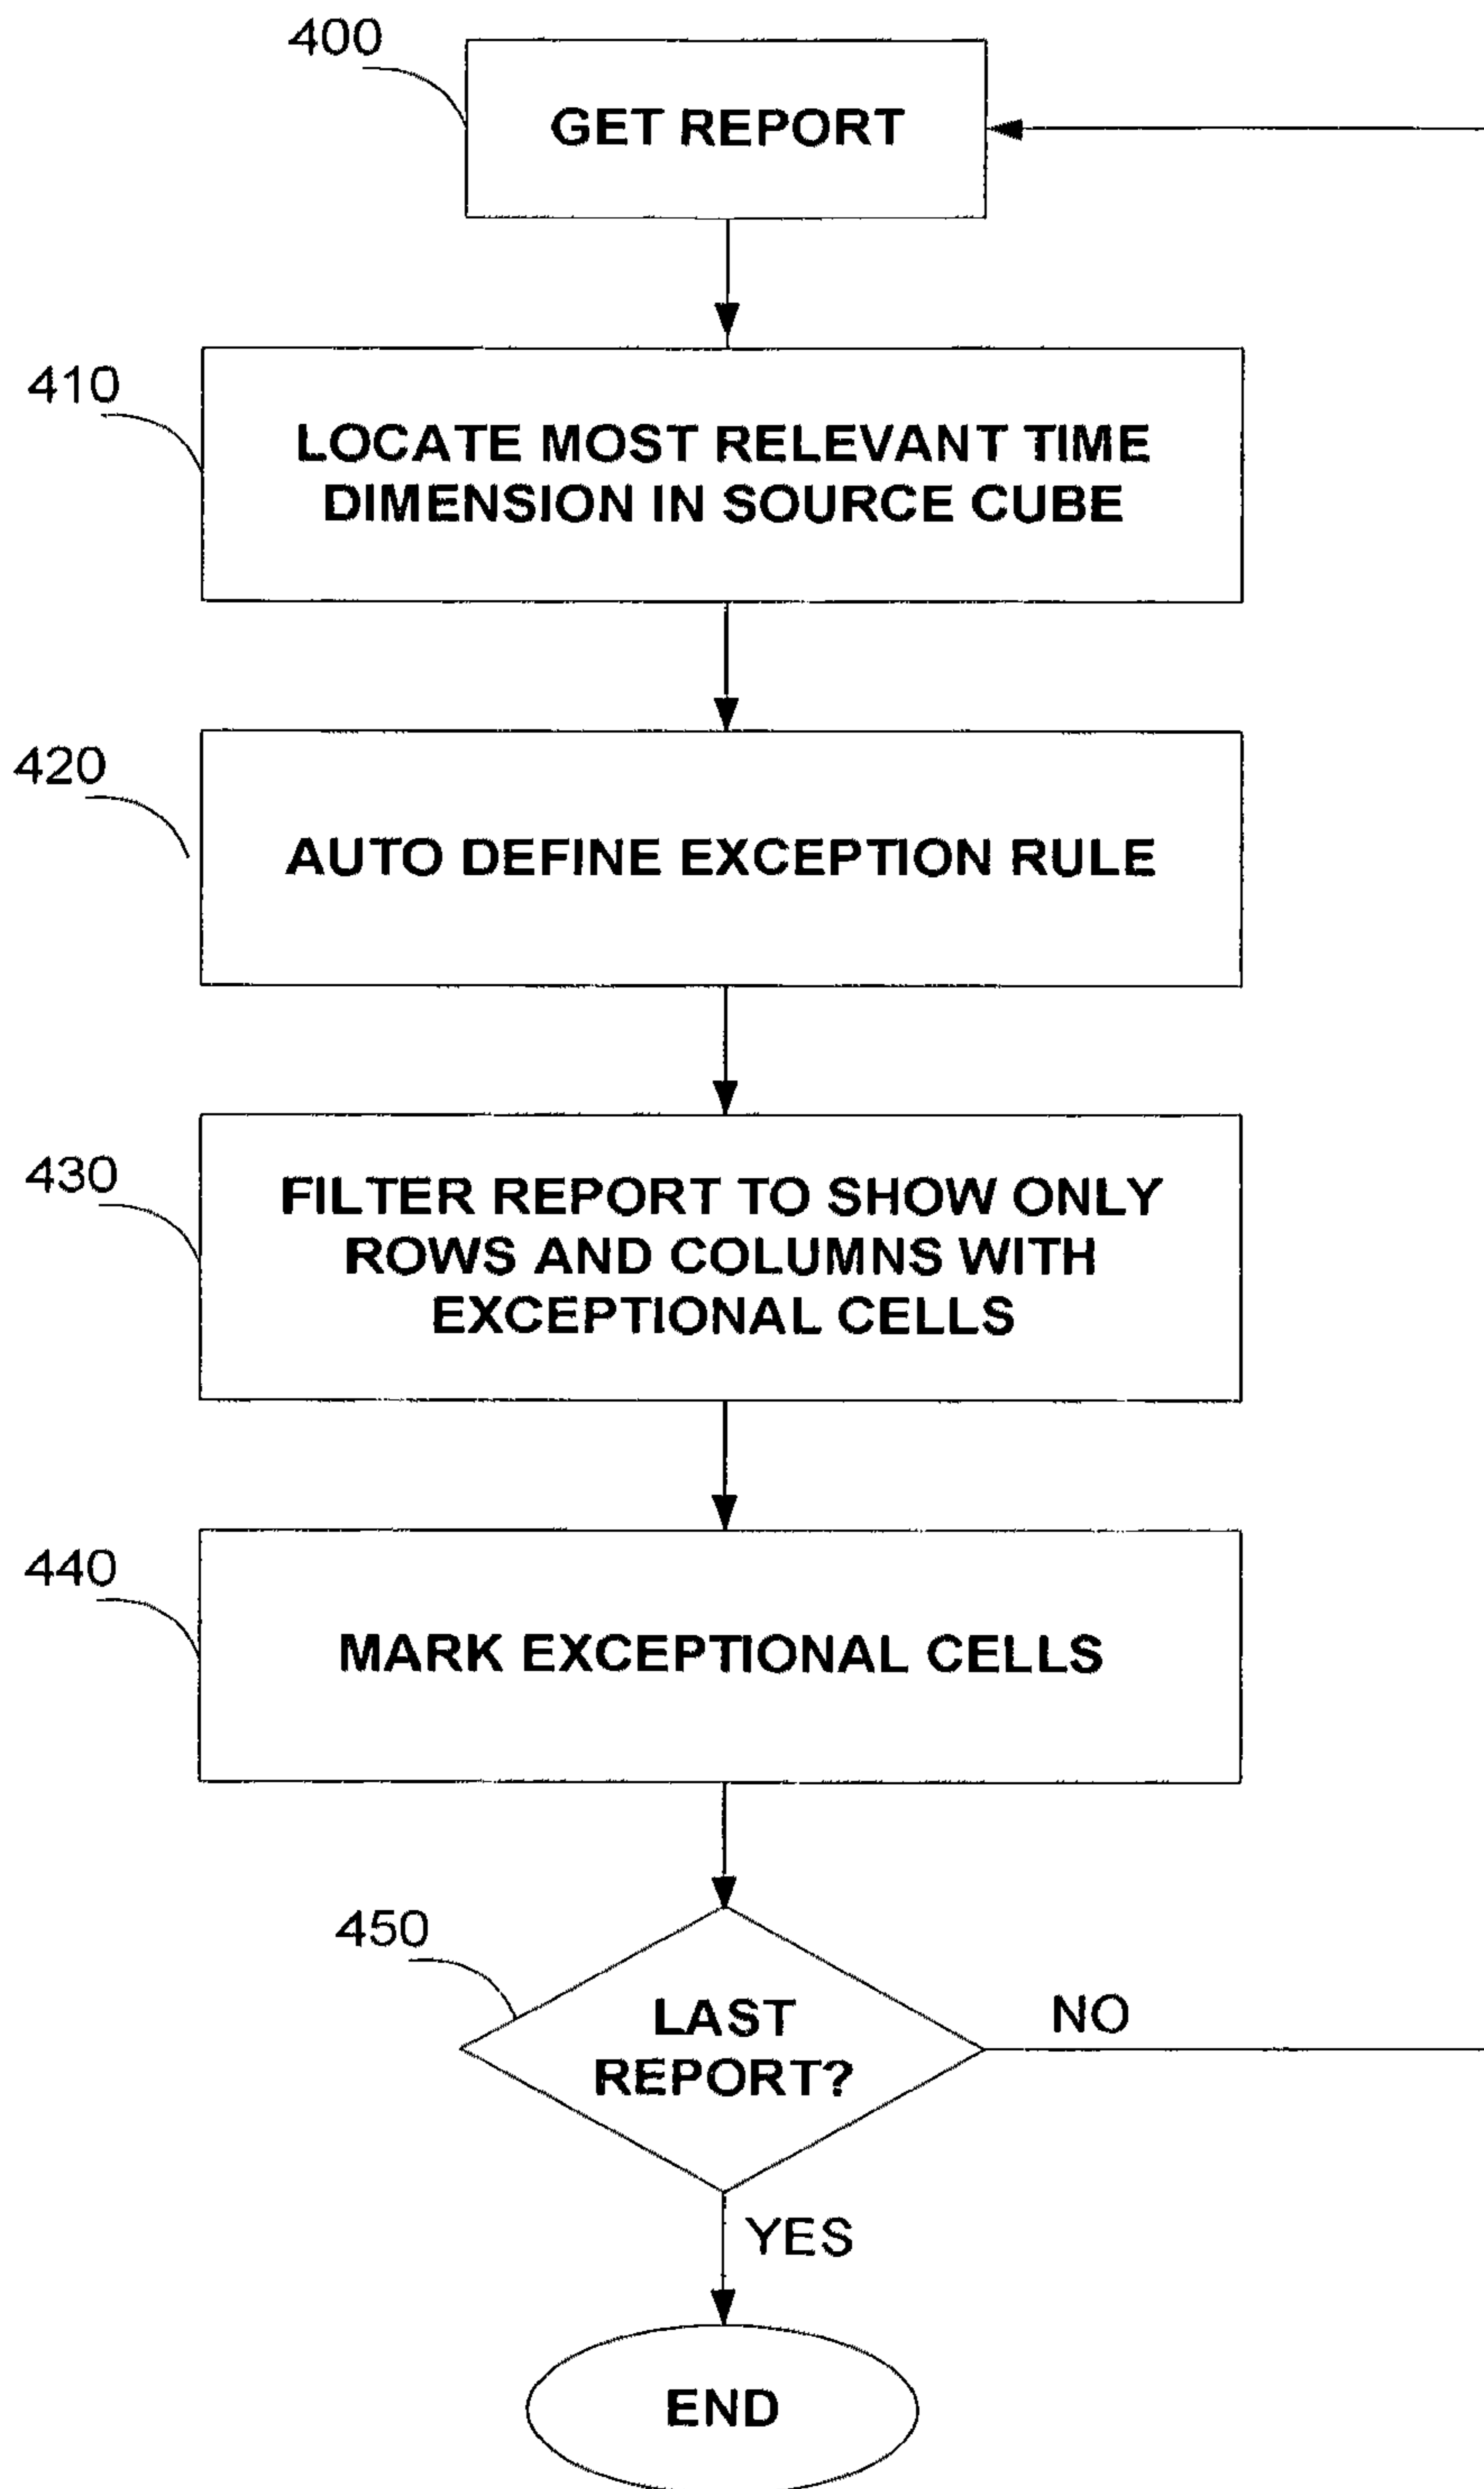 400
GET REPORT
410
LOCATE MOST RELEVANT TIME
DIMENSION IN SOURCE CUBE
420
AUTO DEFINE EXCEPTION RULE
430
FILTER REPORT TO SHOW ONLY
ROWS AND COLUMNS WITH
EXCEPTIONAL CELLS
440
MARK EXCEPTIONAL CELLS
450
LAST
REPORT?
NO
YES
END